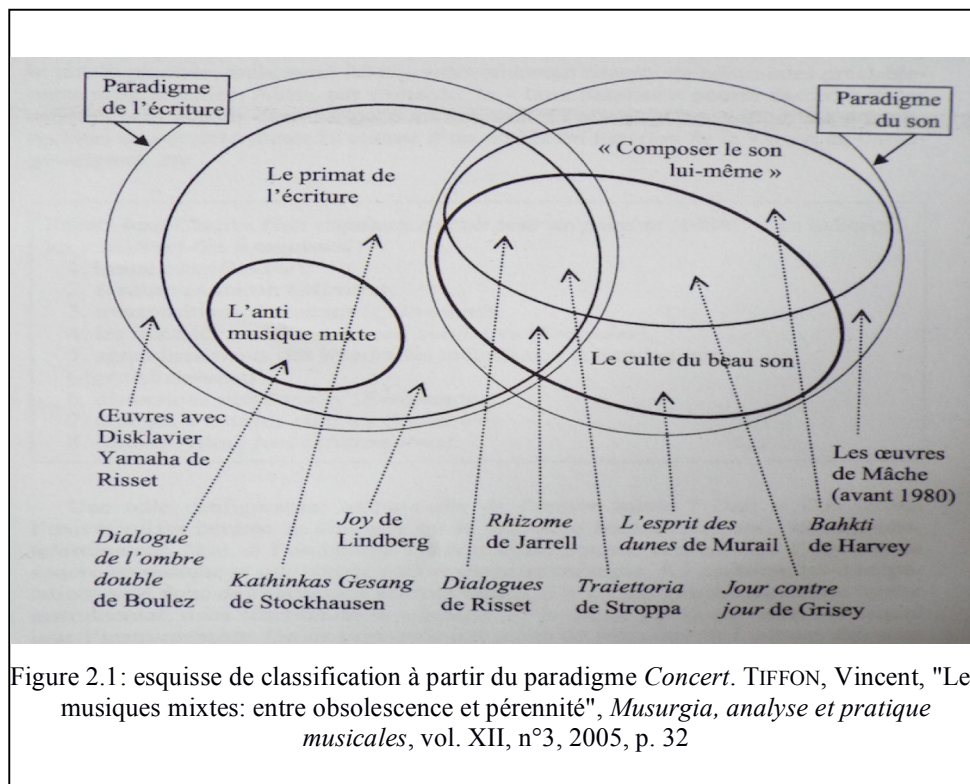 Paradigme
de l'écriture
Paradigme
du son
« Composer le son
lui-même »
Le primat de
l'écriture
L'anti
musique mixte
Le culte du beau son
Œuvres avec
Disklavier
Yamaha de
Risset
Les œuvres
de Mâche
(avant 1980)
Dialogue
de l'ombre
double
de Boulez
Kathinkas Gesang
de Stockhausen
Joy de
Lindberg
Dialogues
de Risset
Rhizome
de Jarrell
Traiettoria
de Stroppa
L'esprit des
dunes de Murail
Jour contre
jour de Grisey
Bahkti
de Harvey
Figure 2.1: esquisse de classification à partir du paradigme Concert. TIFFON, Vincent, "Le
musiques mixtes: entre obsolescence et pérennité", Musurgia, analyse et pratique
musicales, vol. XII, n°3, 2005, p. 32